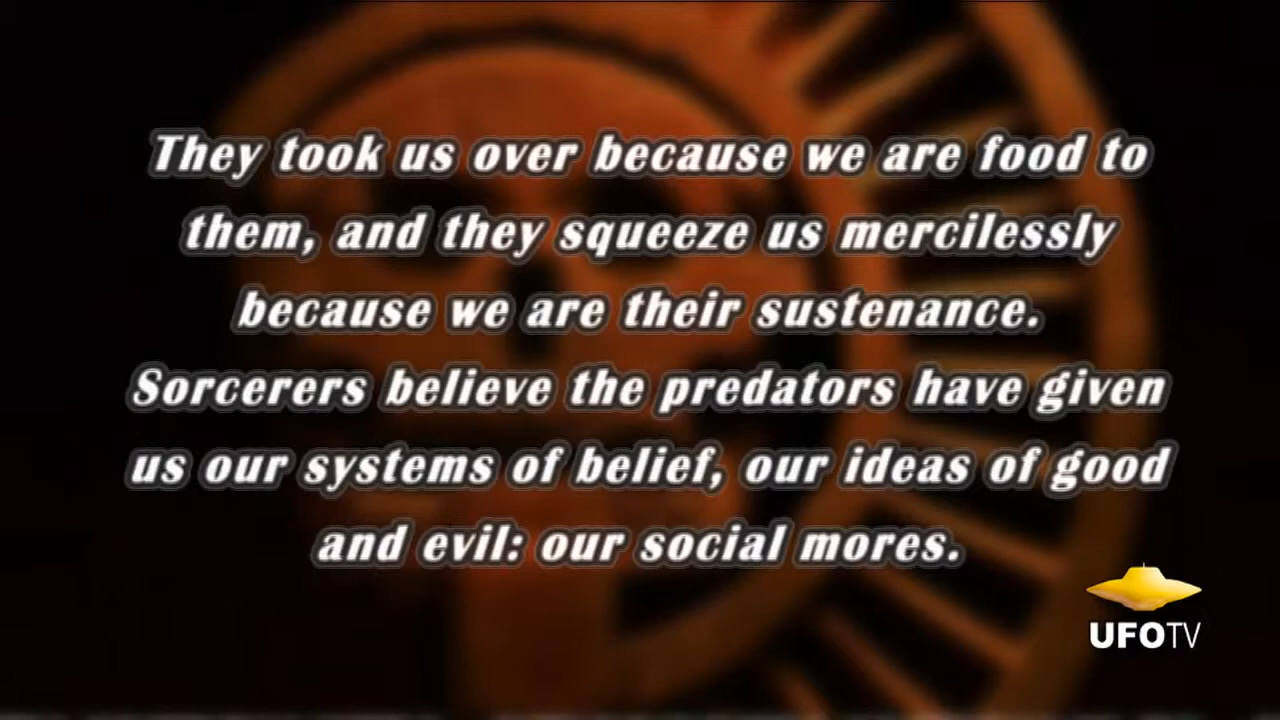 They took us over because we are food to
them, and they squeeze us mercilessly
because we are their sustenance.
Sorcerers believe the predators have given
us our systems of belief, our ideas of good
and evil: our social mores.
UFOTV